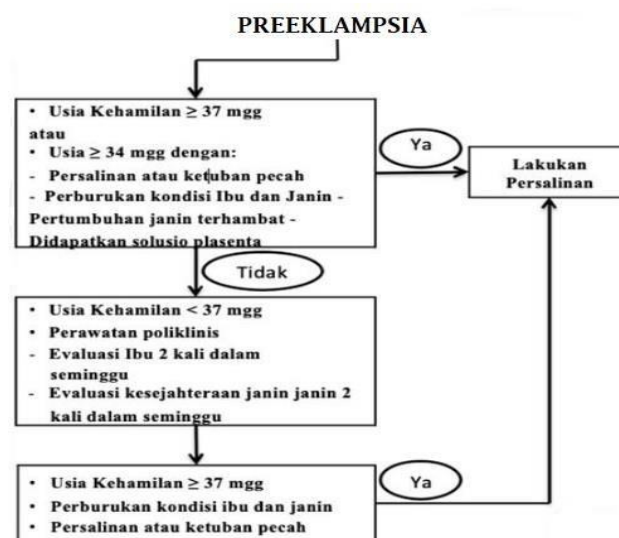 PREEKLAMPSIA
• Usia Kehamilan ≥ 37 mgg
atau
• Usia ≥ 34 mgg dengan:
- Persalinan atau ketuban pecah
- Perburukan kondisi Ibu dan Janin -
Pertumbuhan janin terhambat -
Didapatkan solusio plasenta
Ya
Lakukan
Persalinan
Tidak
• Usia Kehamilan < 37 mgg
• Perawatan poliklinis
- Evaluasi Ibu 2 kali dalam
seminggu
- Evaluasi kesejahteraan janin janin 2
kali dalam seminggu
• Usia Kehamilan ≥ 37 mgg
• Perburukan kondisi ibu dan janin
• Persalinan atau ketuban pecah
Ya